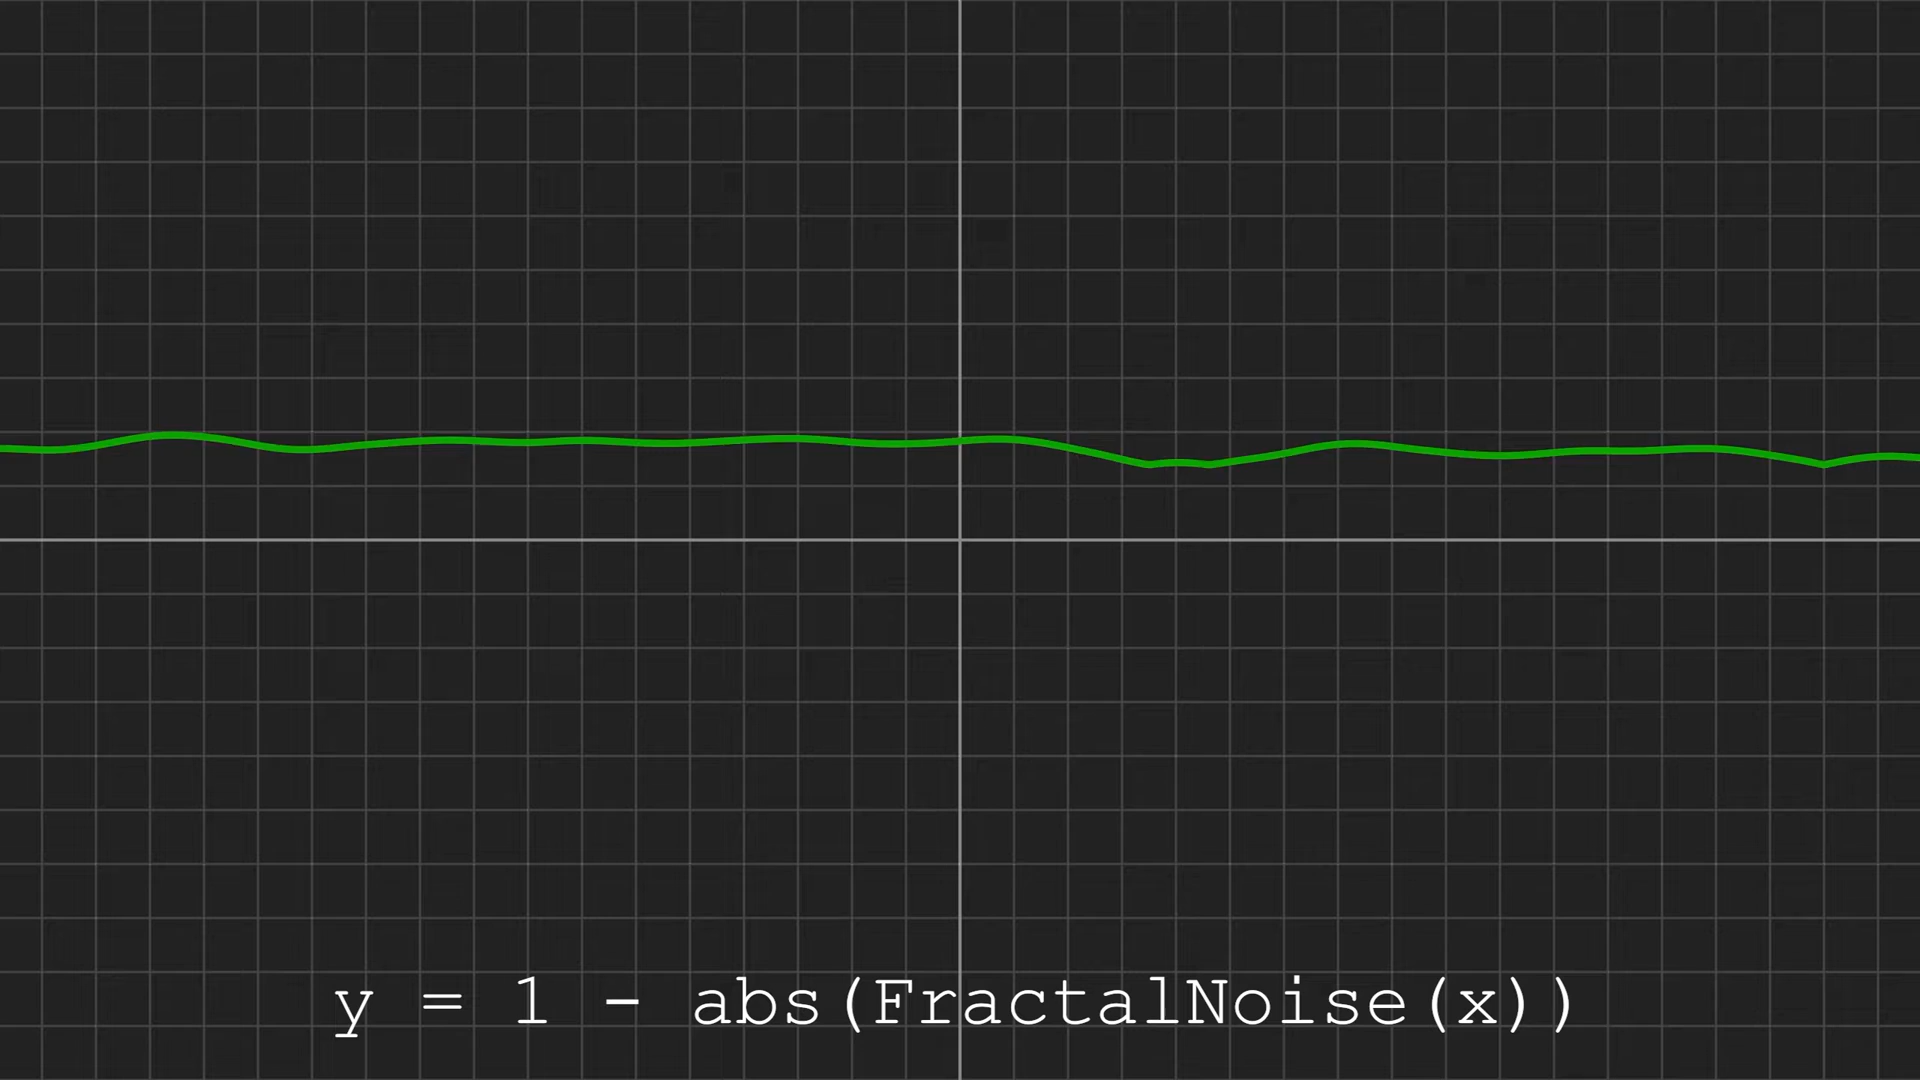 y = 1 - abs(FractalNoise(x))